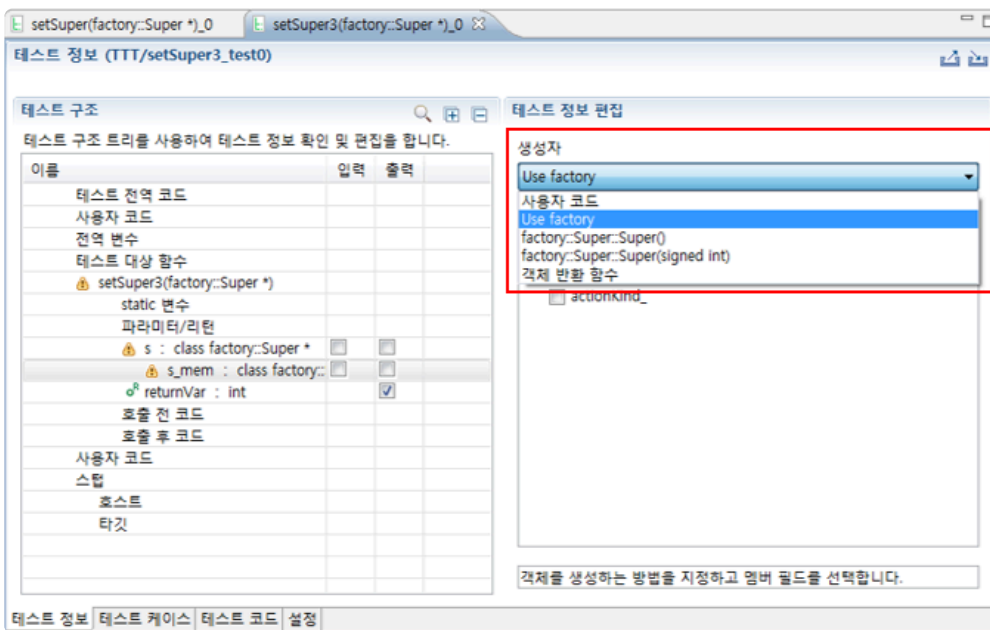 setSuper(factory::Super *)_0
setSuper3(factory::Super *)_0
테스트 정보 (TTT/setSuper3_test0)
테스트 구조
테스트 구조 트리를 사용하여 테스트 정보 확인 및 편집을 합니다.
이름 입력 출력
테스트 전역 코드
사용자 코드
전역 변수
테스트 대상 함수
setSuper3(factory::Super *)
static 변수
파라미터/리턴
s : class factory::Super *
s_mem : class factory::
returnVar : int
호출 전 코드
호출 후 코드
사용자 코드
스텁
호스트
타깃
테스트 정보 편집
생성자
Use factory
사용자 코드
Use factory
factory::Super::Super()
factory::Super::Super(signed int)
객체 반환 함수
actionKind_
객체를 생성하는 방법을 지정하고 멤버 필드를 선택합니다.
테스트 정보 테스트 케이스 테스트 코드 설정